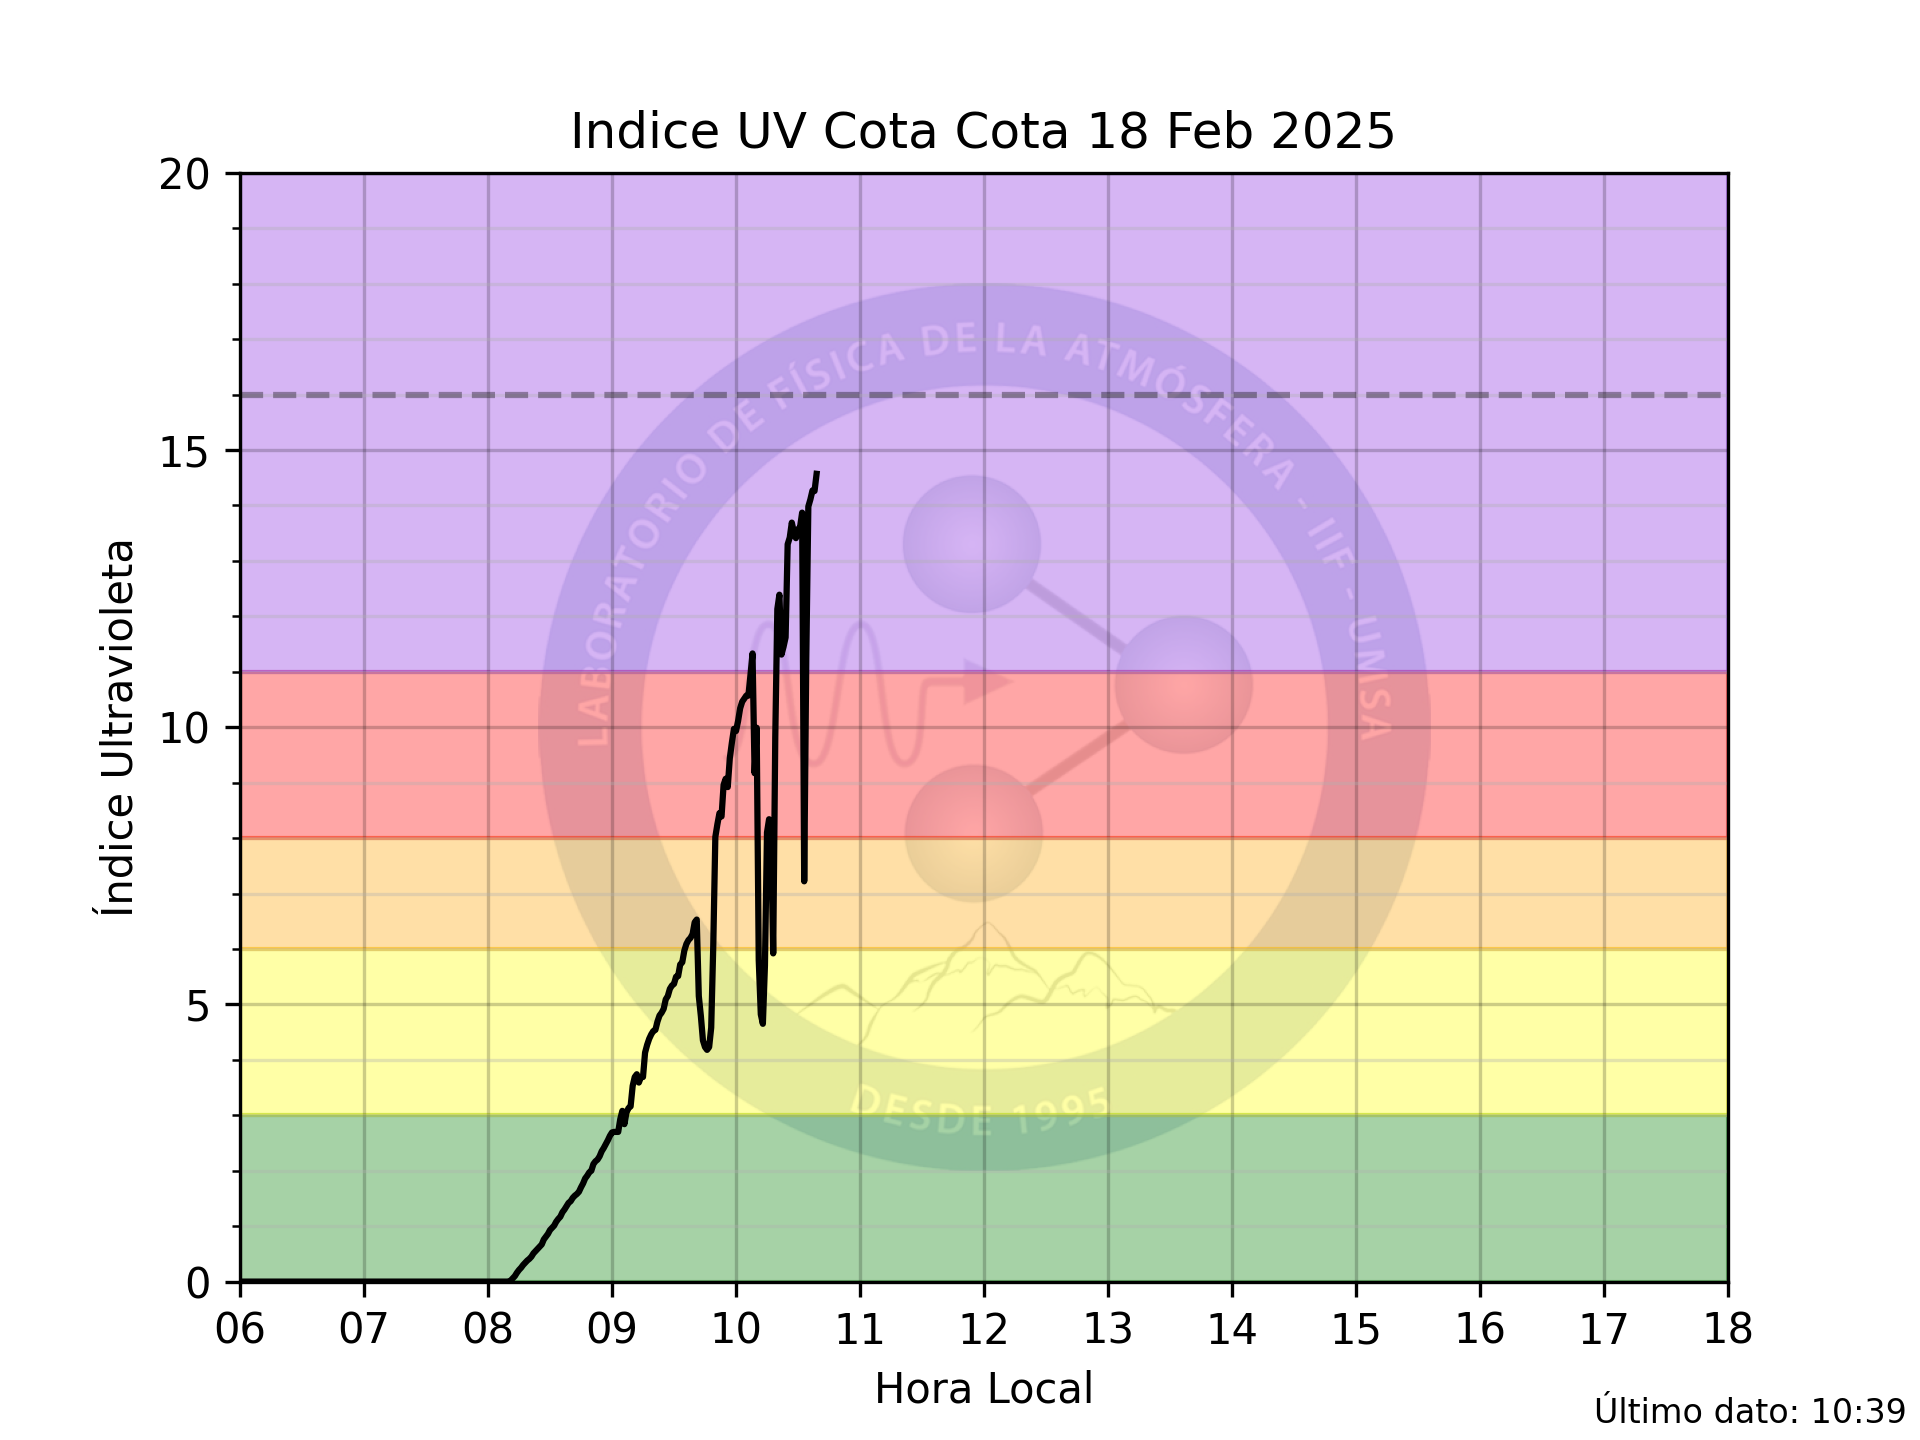 Indice UV Cota Cota 18 Feb 2025
20
15
10
5
0
Índice Ultravioleta
LABORATORIO DE FÍSICA DE LA ATMÓSFERA - IIF - UMSA
DESDE 1995
06 07 08 09 10 11 12 13 14 15 16 17 18
Hora Local
Último dato: 10:39